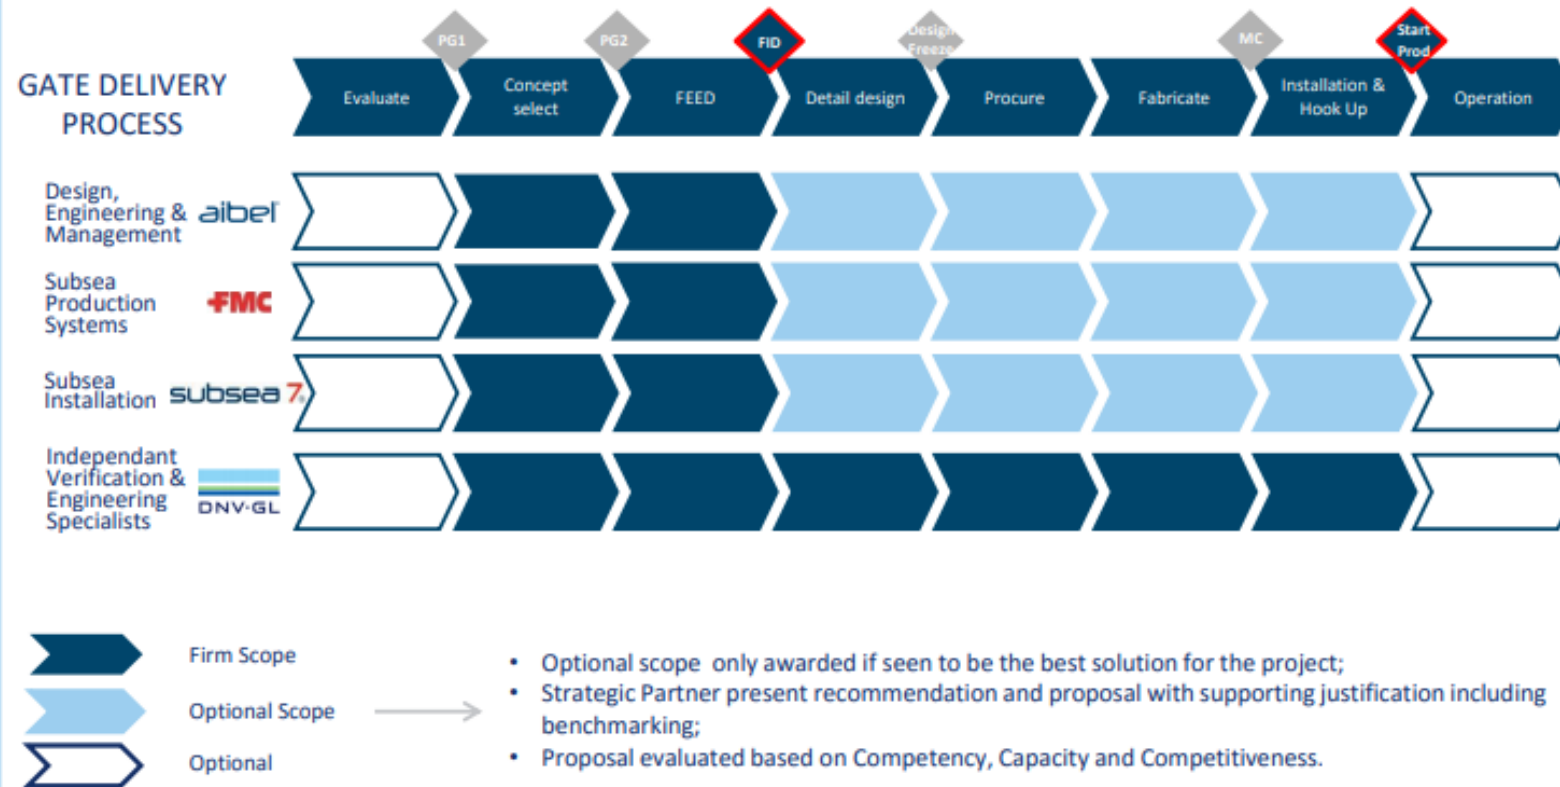 PG1
PG2
FID
Design
Freeze
MC
Start
Prod
GATE DELIVERY
PROCESS
Evaluate
Concept
select
FEED
Detail design
Procure
Fabricate
Installation &
Hook Up
Operation
Design,
Engineering &
Management
aibel
Subsea
Production
Systems
FMC
Subsea
Installation
subsea 7
Independant
Verification &
Engineering
Specialists
DNV·GL
Firm Scope
Optional Scope
Optional
• Optional scope only awarded if seen to be the best solution for the project;
• Strategic Partner present recommendation and proposal with supporting justification including
benchmarking;
• Proposal evaluated based on Competency, Capacity and Competitiveness.